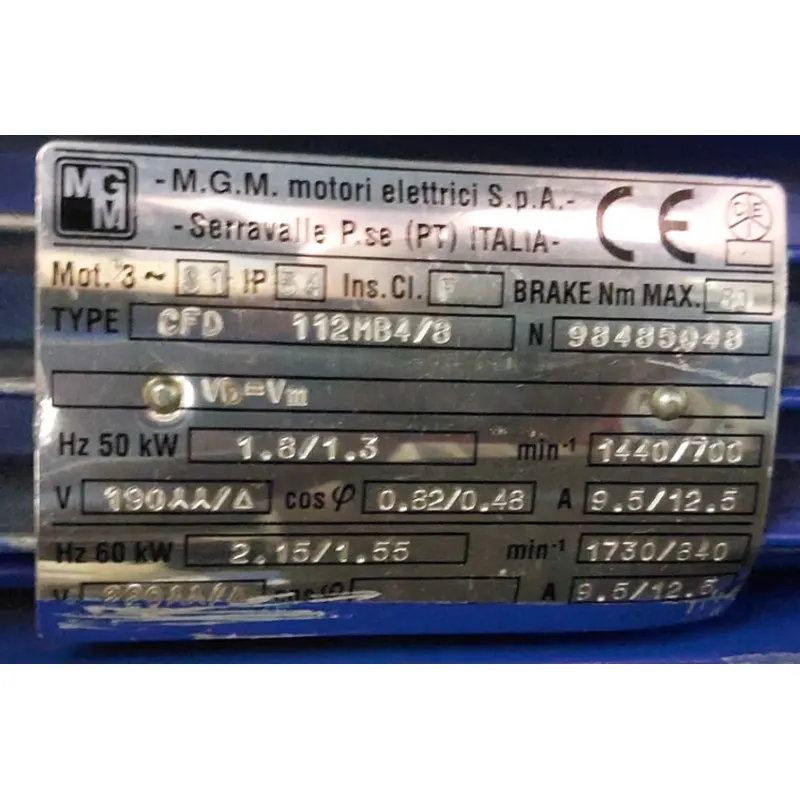 MGM
- M.G.M. motori elettrici S.p.A.-
- Serravalle P.se (PT) ITALIA-
CE
Mot. 3 ~ S1 IP 54 Ins.Cl. F BRAKE Nm MAX.
TYPE CFD 112MB4/8 N 98485048
Vb=Vm
Hz 50 kW 1.8/1.3 min-1 1440/700
V 190⅄⅄/Δ cos φ 0.82/0.48 A 9.5/12.5
Hz 60 kW 2.15/1.55 min-1 1730/840
V cosφ A 9.5/12.5